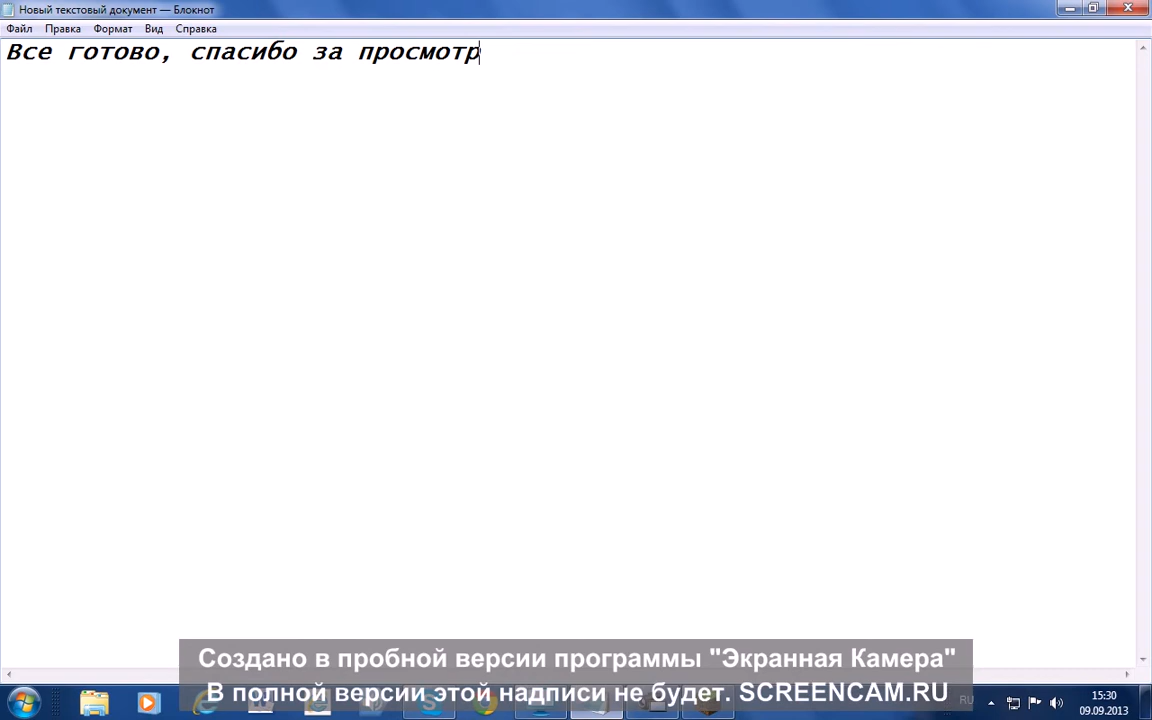 Новый текстовый документ — Блокнот
Файл Правка Формат Вид Справка
Все готово, спасибо за просмотр
Создано в пробной версии программы "Экранная Камера"
В полной версии этой надписи не будет. SCREENCAM.RU
RU
15:30
09.09.2013